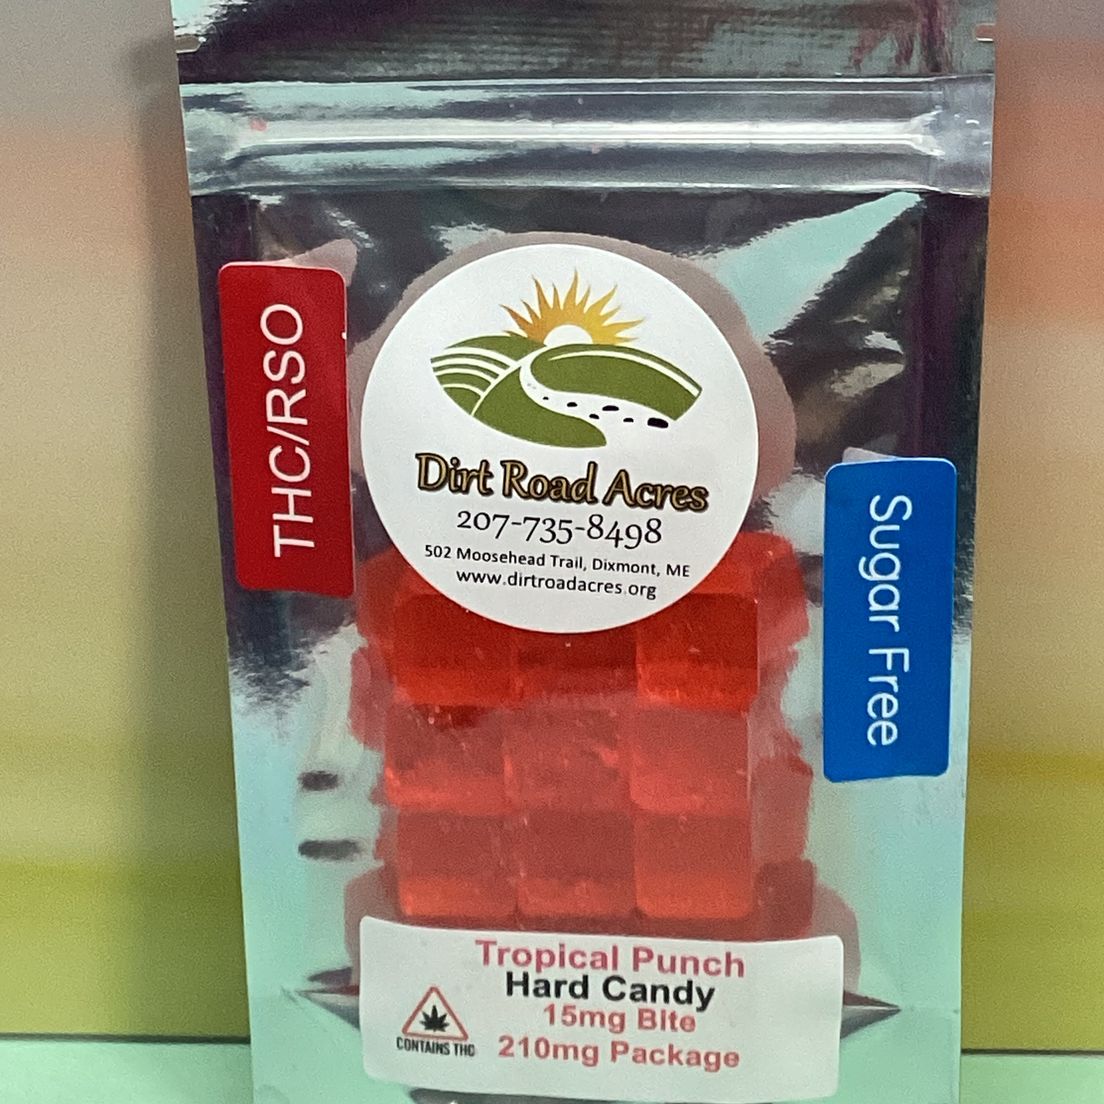 THC/RSO
Dirt Road Acres
207-735-8498
502 Moosehead Trail, Dixmont, ME
www.dirtroadacres.org
Sugar Free
Tropical Punch
Hard Candy
15mg Bite
210mg Package
CONTAINS THC